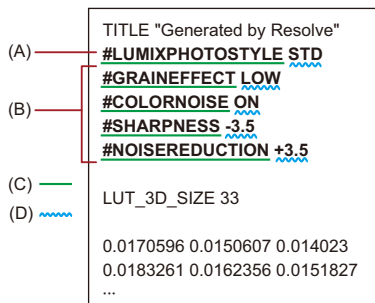 TITLE "Generated by Resolve"
(A) #LUMIXPHOTOSTYLE STD
#GRAINEFFECT LOW
#COLORNOISE ON
(B)
#SHARPNESS -3.5
#NOISEREDUCTION +3.5
(C)
LUT_3D_SIZE 33
(D)
0.0170596 0.0150607 0.014023
0.0183261 0.0162356 0.0151827
...